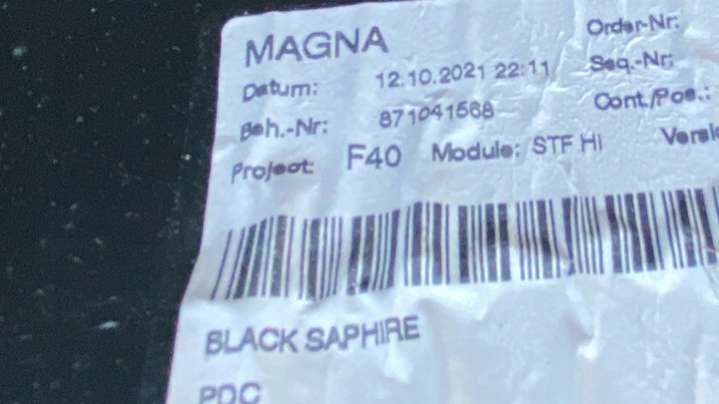 MAGNA Order-Nr:
Datum: 12.10.2021 22:11 Seq.-Nr:
Beh.-Nr: 871041568 Cont./Pos.:
Project: F40 Module: STF HI
BLACK SAPHIRE
PDC